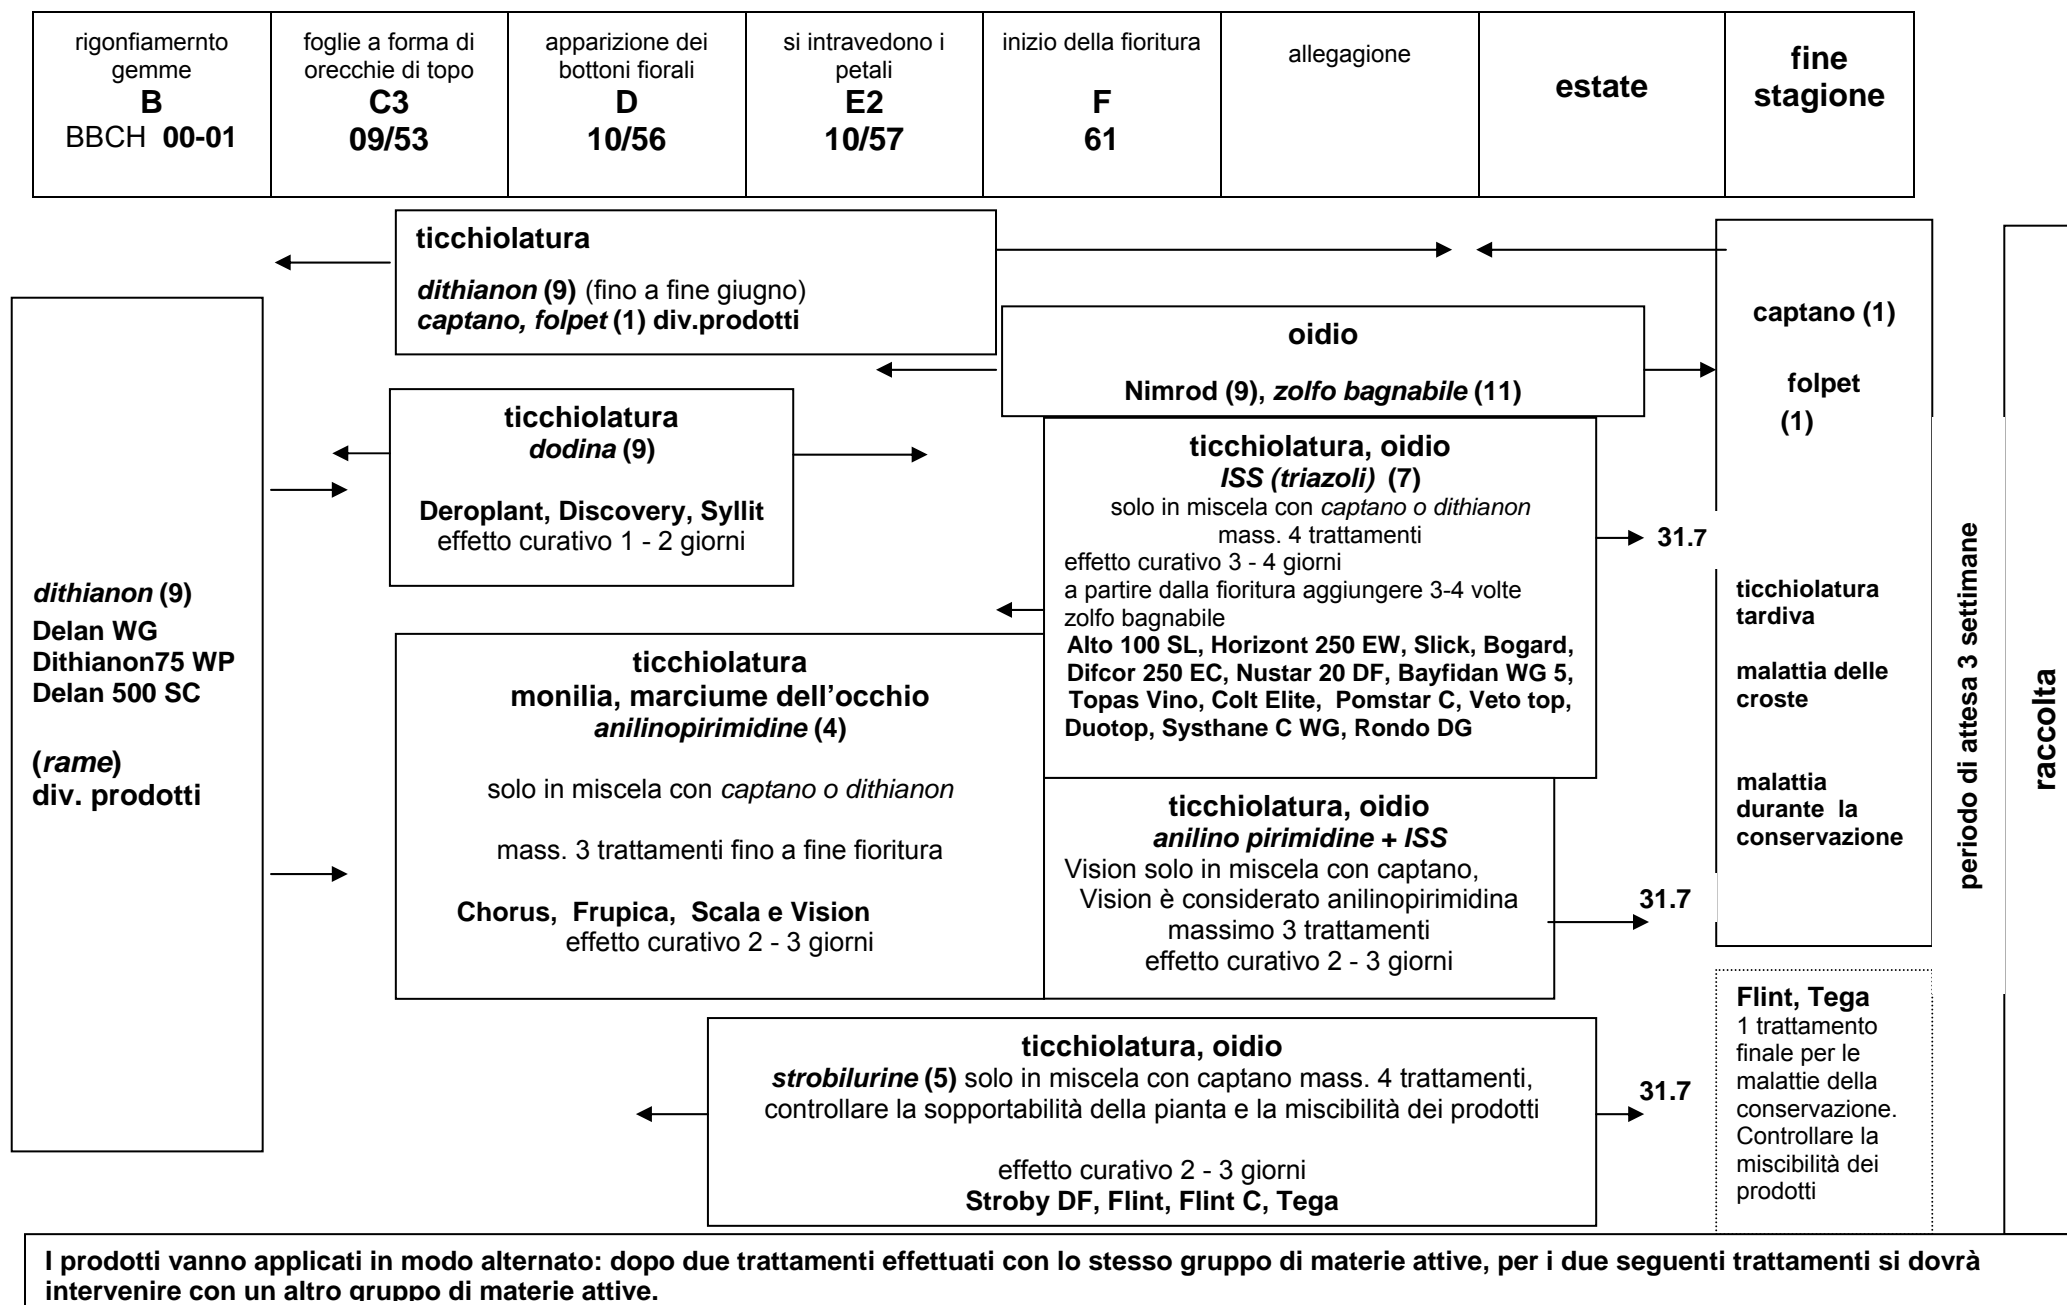 rigonfiamernto
gemme
B
BBCH 00-01
foglie a forma di
orecchie di topo
C3
09/53
apparizione dei
bottoni fiorali
D
10/56
si intravedono i
petali
E2
10/57
inizio della fioritura
F
61
allegagione
estate
fine
stagione
ticchiolatura
dithianon (9) (fino a fine giugno)
captano, folpet (1) div.prodotti
oidio
Nimrod (9), zolfo bagnabile (11)
ticchiolatura
dodina (9)
Deroplant, Discovery, Syllit
effetto curativo 1 - 2 giorni
dithianon (9)
Delan WG
Dithianon75 WP
Delan 500 SC
(rame)
div. prodotti
ticchiolatura, oidio
ISS (triazoli) (7)
solo in miscela con captano o dithianon
mass. 4 trattamenti
effetto curativo 3 - 4 giorni
a partire dalla fioritura aggiungere 3-4 volte
zolfo bagnabile
Alto 100 SL, Horizont 250 EW, Slick, Bogard,
Difcor 250 EC, Nustar 20 DF, Bayfidan WG 5,
Topas Vino, Colt Elite, Pomstar C, Veto top,
Duotop, Systhane C WG, Rondo DG
31.7
ticchiolatura
monilia, marciume dell’occhio
anilinopirimidine (4)
solo in miscela con captano o dithianon
mass. 3 trattamenti fino a fine fioritura
Chorus, Frupica, Scala e Vision
effetto curativo 2 - 3 giorni
ticchiolatura, oidio
anilino pirimidine + ISS
Vision solo in miscela con captano,
Vision è considerato anilinopirimidina
massimo 3 trattamenti
effetto curativo 2 - 3 giorni
31.7
ticchiolatura, oidio
strobilurine (5) solo in miscela con captano mass. 4 trattamenti,
controllare la sopportabilità della pianta e la miscibilità dei prodotti
effetto curativo 2 - 3 giorni
Stroby DF, Flint, Flint C, Tega
31.7
captano (1)
folpet
(1)
ticchiolatura
tardiva
malattia delle
croste
malattia
durante la
conservazione
Flint, Tega
1 trattamento
finale per le
malattie della
conservazione.
Controllare la
miscibilità dei
prodotti
periodo di attesa 3 settimane
raccolta
I prodotti vanno applicati in modo alternato: dopo due trattamenti effettuati con lo stesso gruppo di materie attive, per i due seguenti trattamenti si dovrà
intervenire con un altro gruppo di materie attive.